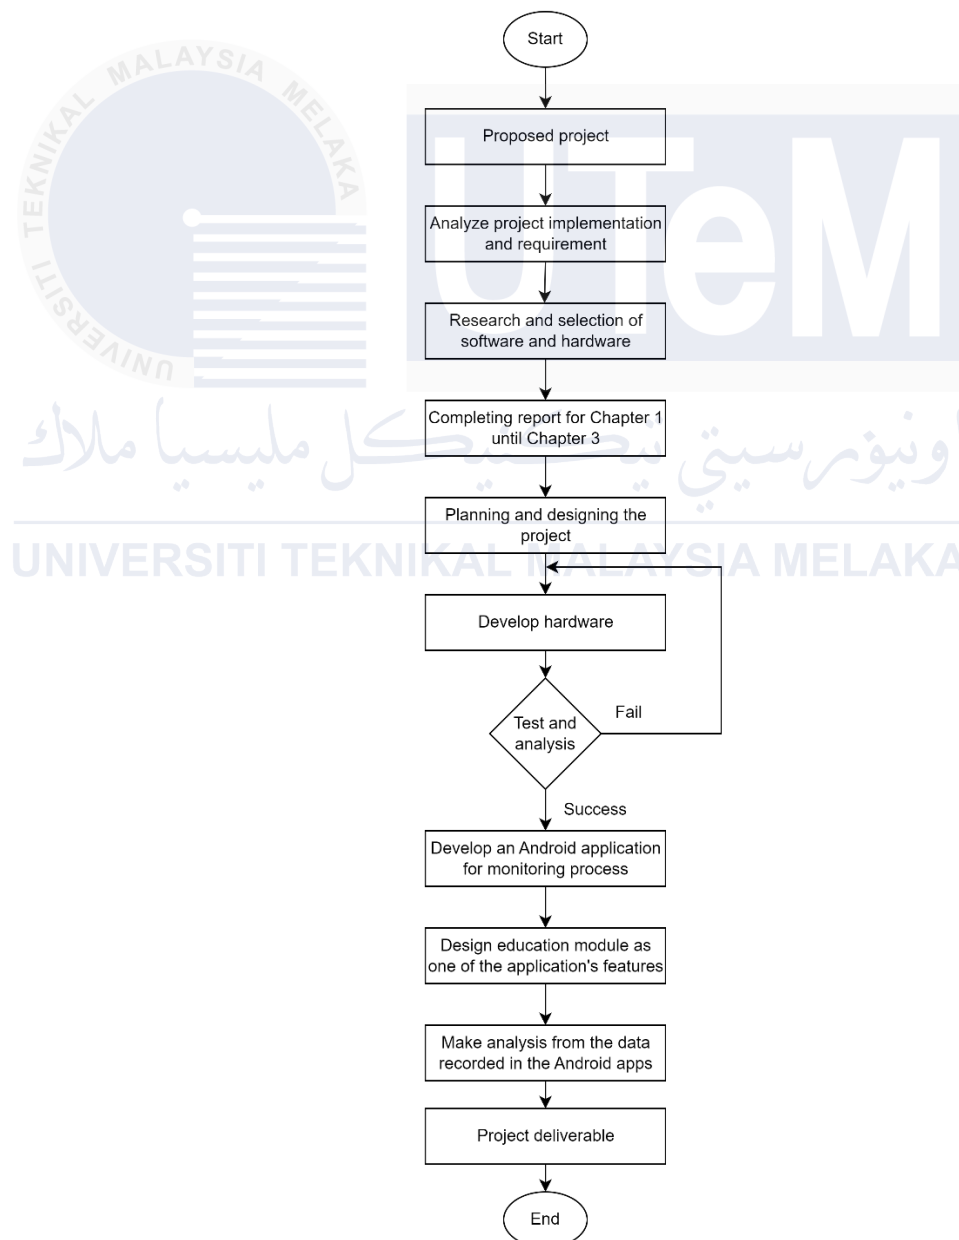 Start
UNIVERSITI TEKNIKAL MALAYSIA MELAKA
UTeM
Proposed project
Analyze project implementation
and requirement
Research and selection of
software and hardware
Completing report for Chapter 1
until Chapter 3
اونيۏرسيتي تيكنيكل مليسيا ملاك
Planning and designing the
project
UNIVERSITI TEKNIKAL MALAYSIA MELAKA
Develop hardware
Fail
Test and
analysis
Success
Develop an Android application
for monitoring process
Design education module as
one of the application's features
Make analysis from the data
recorded in the Android apps
Project deliverable
End